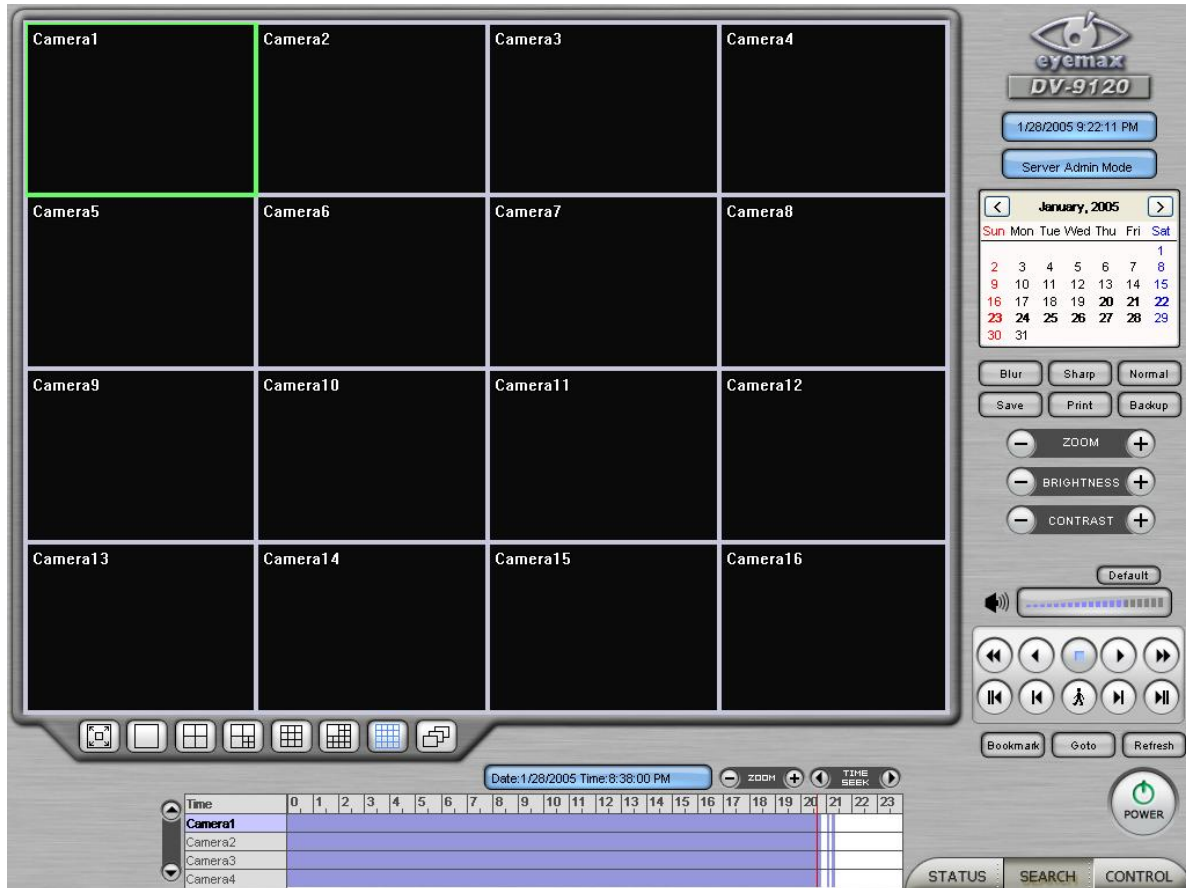 Camera1 Camera2 Camera3 Camera4
Camera5 Camera6 Camera7 Camera8
Camera9 Camera10 Camera11 Camera12
Camera13 Camera14 Camera15 Camera16
eyemax
DV-9120
1/28/2005 9:22:11 PM
Server Admin Mode
January, 2005
Sun Mon Tue Wed Thu Fri Sat
1
2 3 4 5 6 7 8
9 10 11 12 13 14 15
16 17 18 19 20 21 22
23 24 25 26 27 28 29
30 31
Blur Sharp Normal
Save Print Backup
ZOOM
BRIGHTNESS
CONTRAST
Default
Bookmark Goto Refresh
POWER
Date:1/28/2005 Time:8:38:00 PM
ZOOM
TIME
SEEK
Time 0 1 2 3 4 5 6 7 8 9 10 11 12 13 14 15 16 17 18 19 20 21 22 23
Camera1
Camera2
Camera3
Camera4
STATUS SEARCH CONTROL